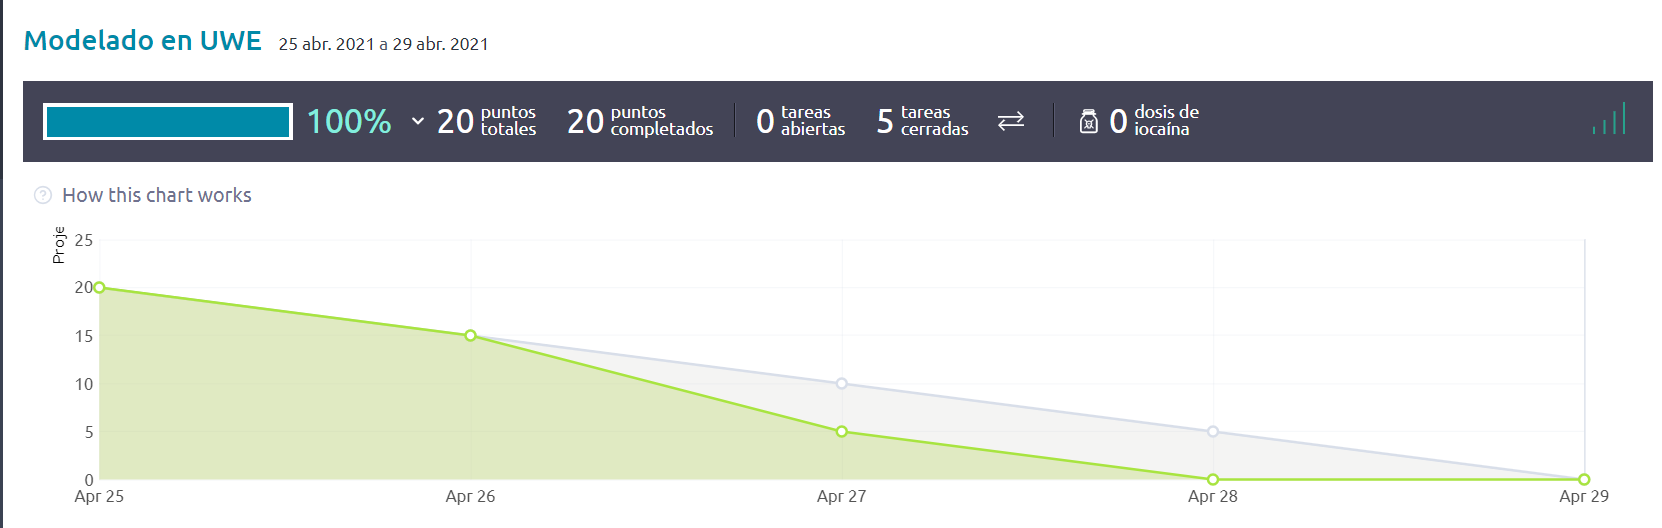 Modelado en UWE 25 abr. 2021 a 29 abr. 2021
100% 20 puntos totales 20 puntos completados 0 tareas abiertas 5 tareas cerradas 0 dosis de iocaína
? How this chart works
Proje
25
20
15
10
5
0
Apr 25 Apr 26 Apr 27 Apr 28 Apr 29